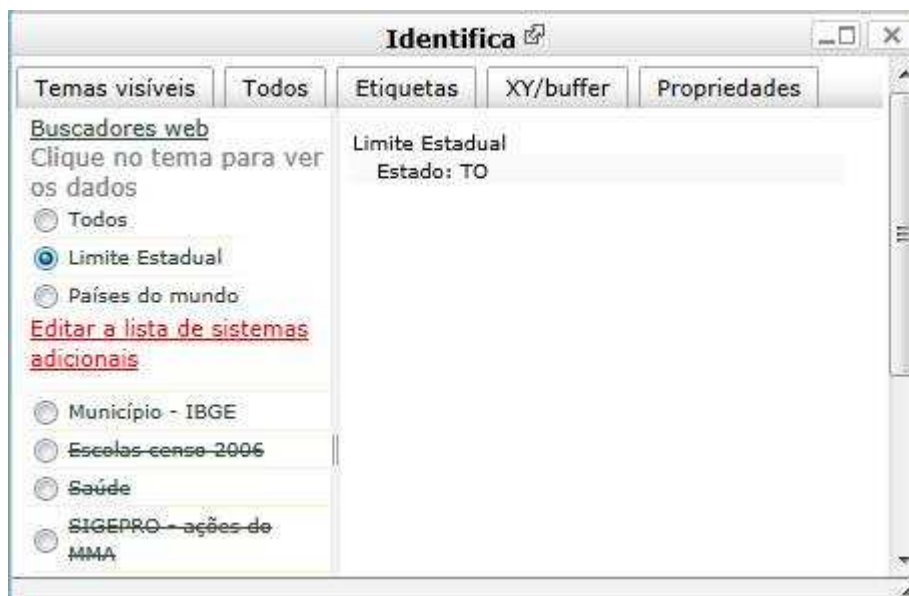 Identifica
Temas visíveis Todos Etiquetas XY/buffer Propriedades
Buscadores web
Clique no tema para ver
os dados
Todos
Limite Estadual
Países do mundo
Editar a lista de sistemas
adicionais
Município - IBGE
Escolas censo 2006
Saúde
SIGEPRO - ações do
MMA
Limite Estadual
Estado: TO